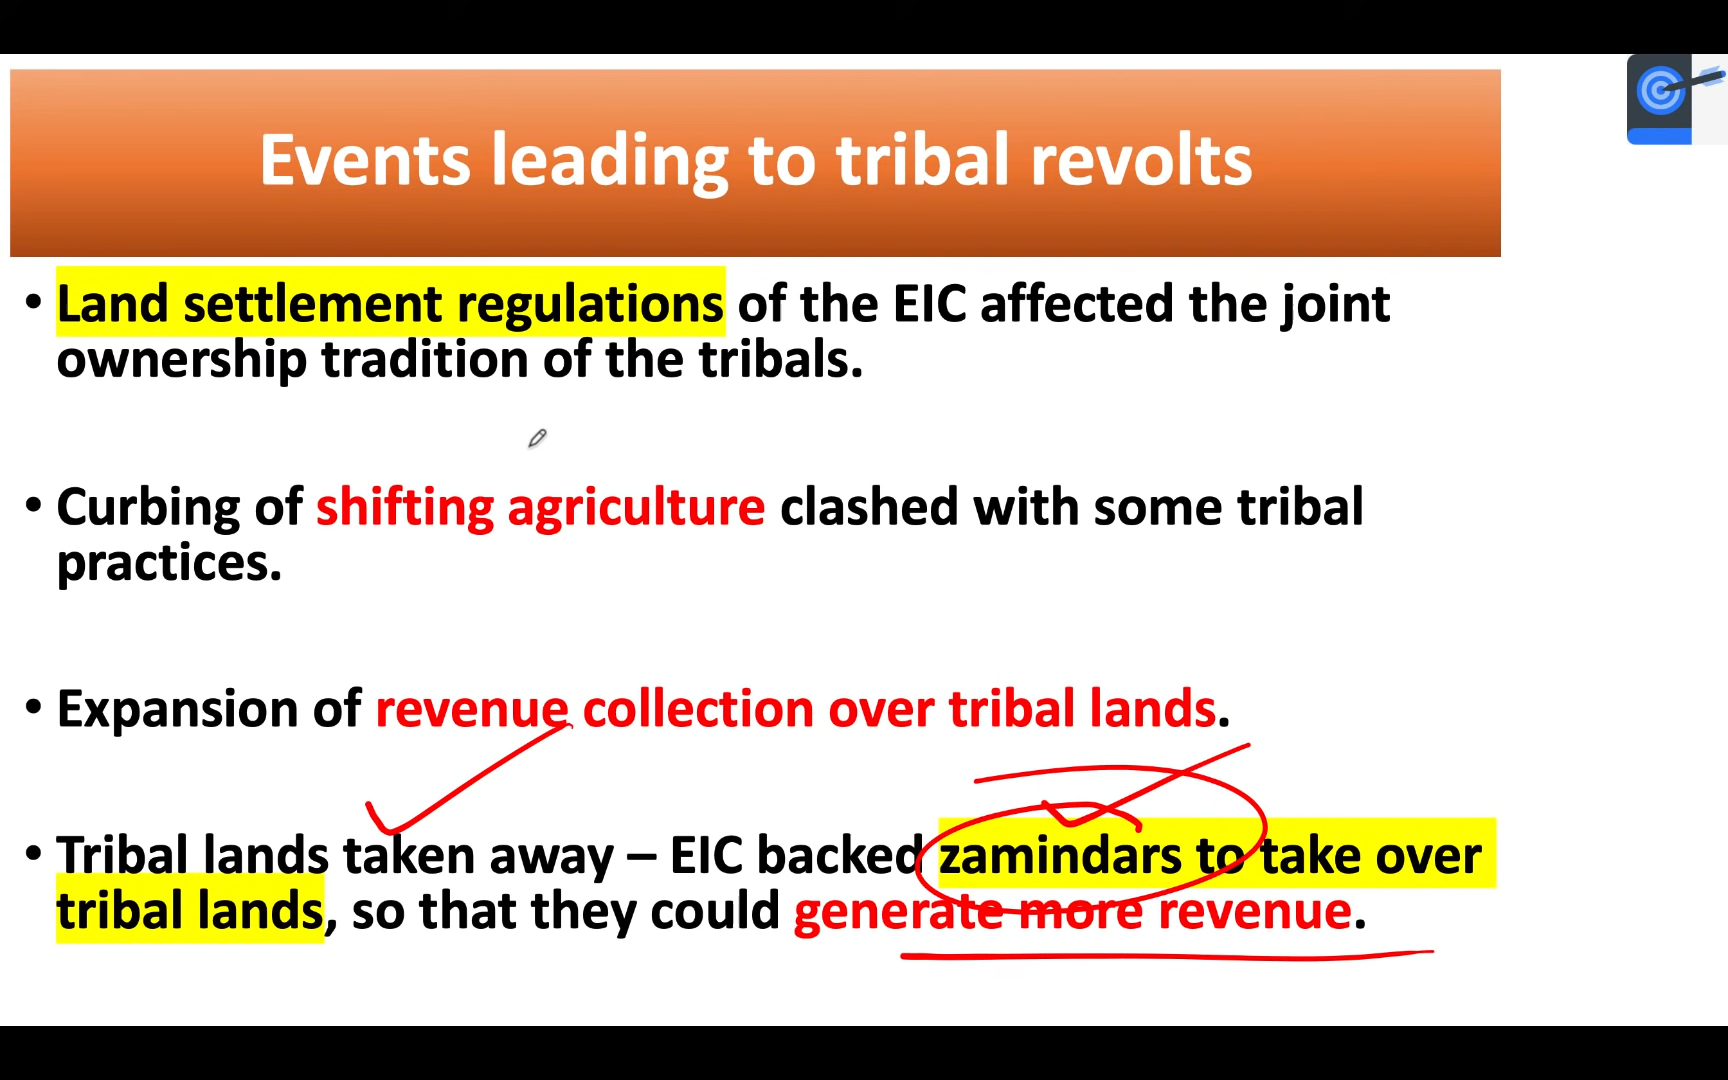 Events leading to tribal revolts
• Land settlement regulations of the EIC affected the joint
ownership tradition of the tribals.
• Curbing of shifting agriculture clashed with some tribal
practices.
• Expansion of revenue collection over tribal lands.
• Tribal lands taken away – EIC backed zamindars to take over
tribal lands, so that they could generate more revenue.